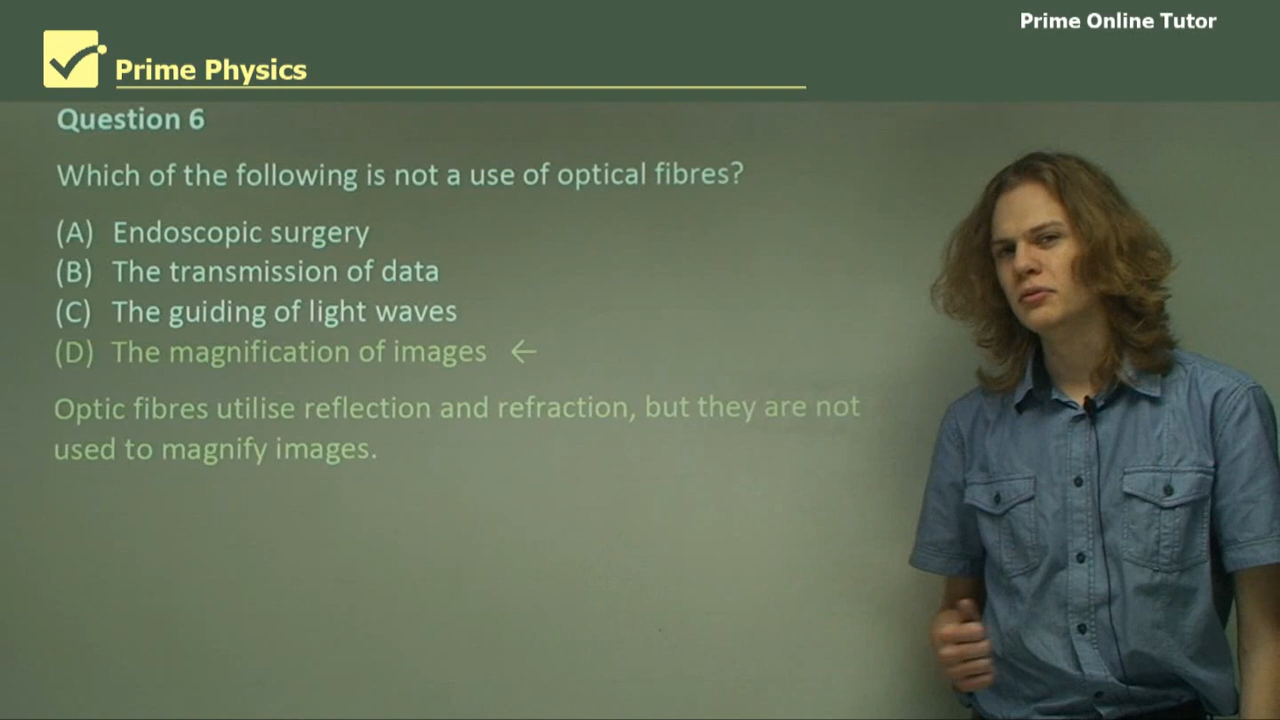 Prime Online Tutor
Prime Physics
Question 6
Which of the following is not a use of optical fibres?
(A) Endoscopic surgery
(B) The transmission of data
(C) The guiding of light waves
(D) The magnification of images ←
Optic fibres utilise reflection and refraction, but they are not
used to magnify images.